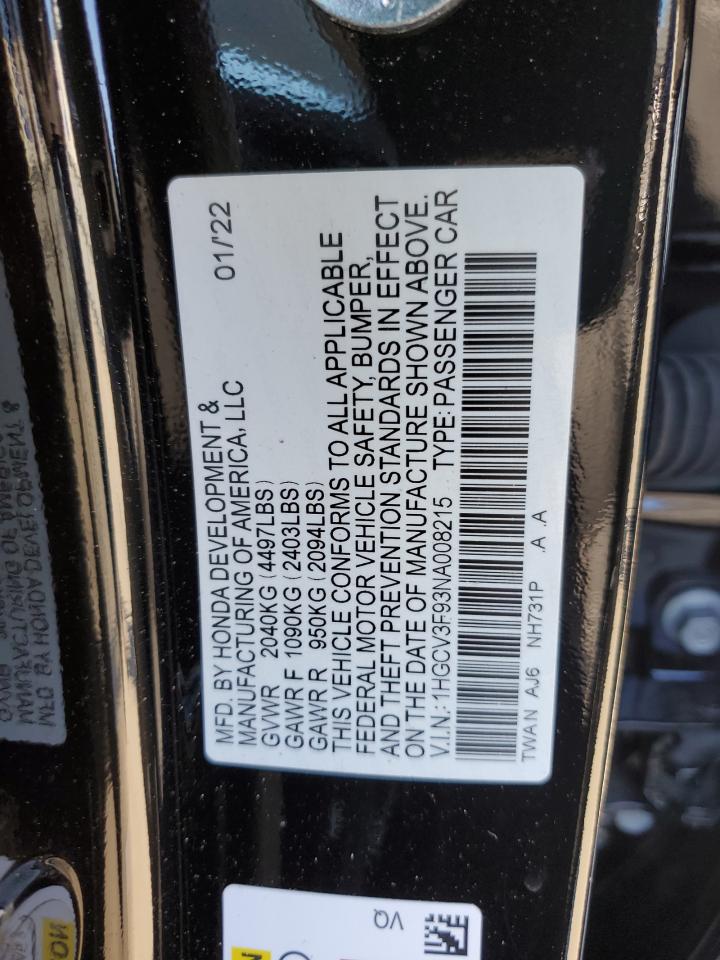 MFD. BY HONDA DEVELOPMENT & 01/'22
MANUFACTURING OF AMERICA, LLC
GVWR 2040KG (4497LBS)
GAWR F 1090KG (2403LBS)
GAWR R 950KG (2094LBS)
THIS VEHICLE CONFORMS TO ALL APPLICABLE
FEDERAL MOTOR VEHICLE SAFETY, BUMPER,
AND THEFT PREVENTION STANDARDS IN EFFECT
ON THE DATE OF MANUFACTURE SHOWN ABOVE.
V.I.N.: 1HGCV3F93NA008215 TYPE: PASSENGER CAR
TWAN AJ6 NH731P .A .A
VQ